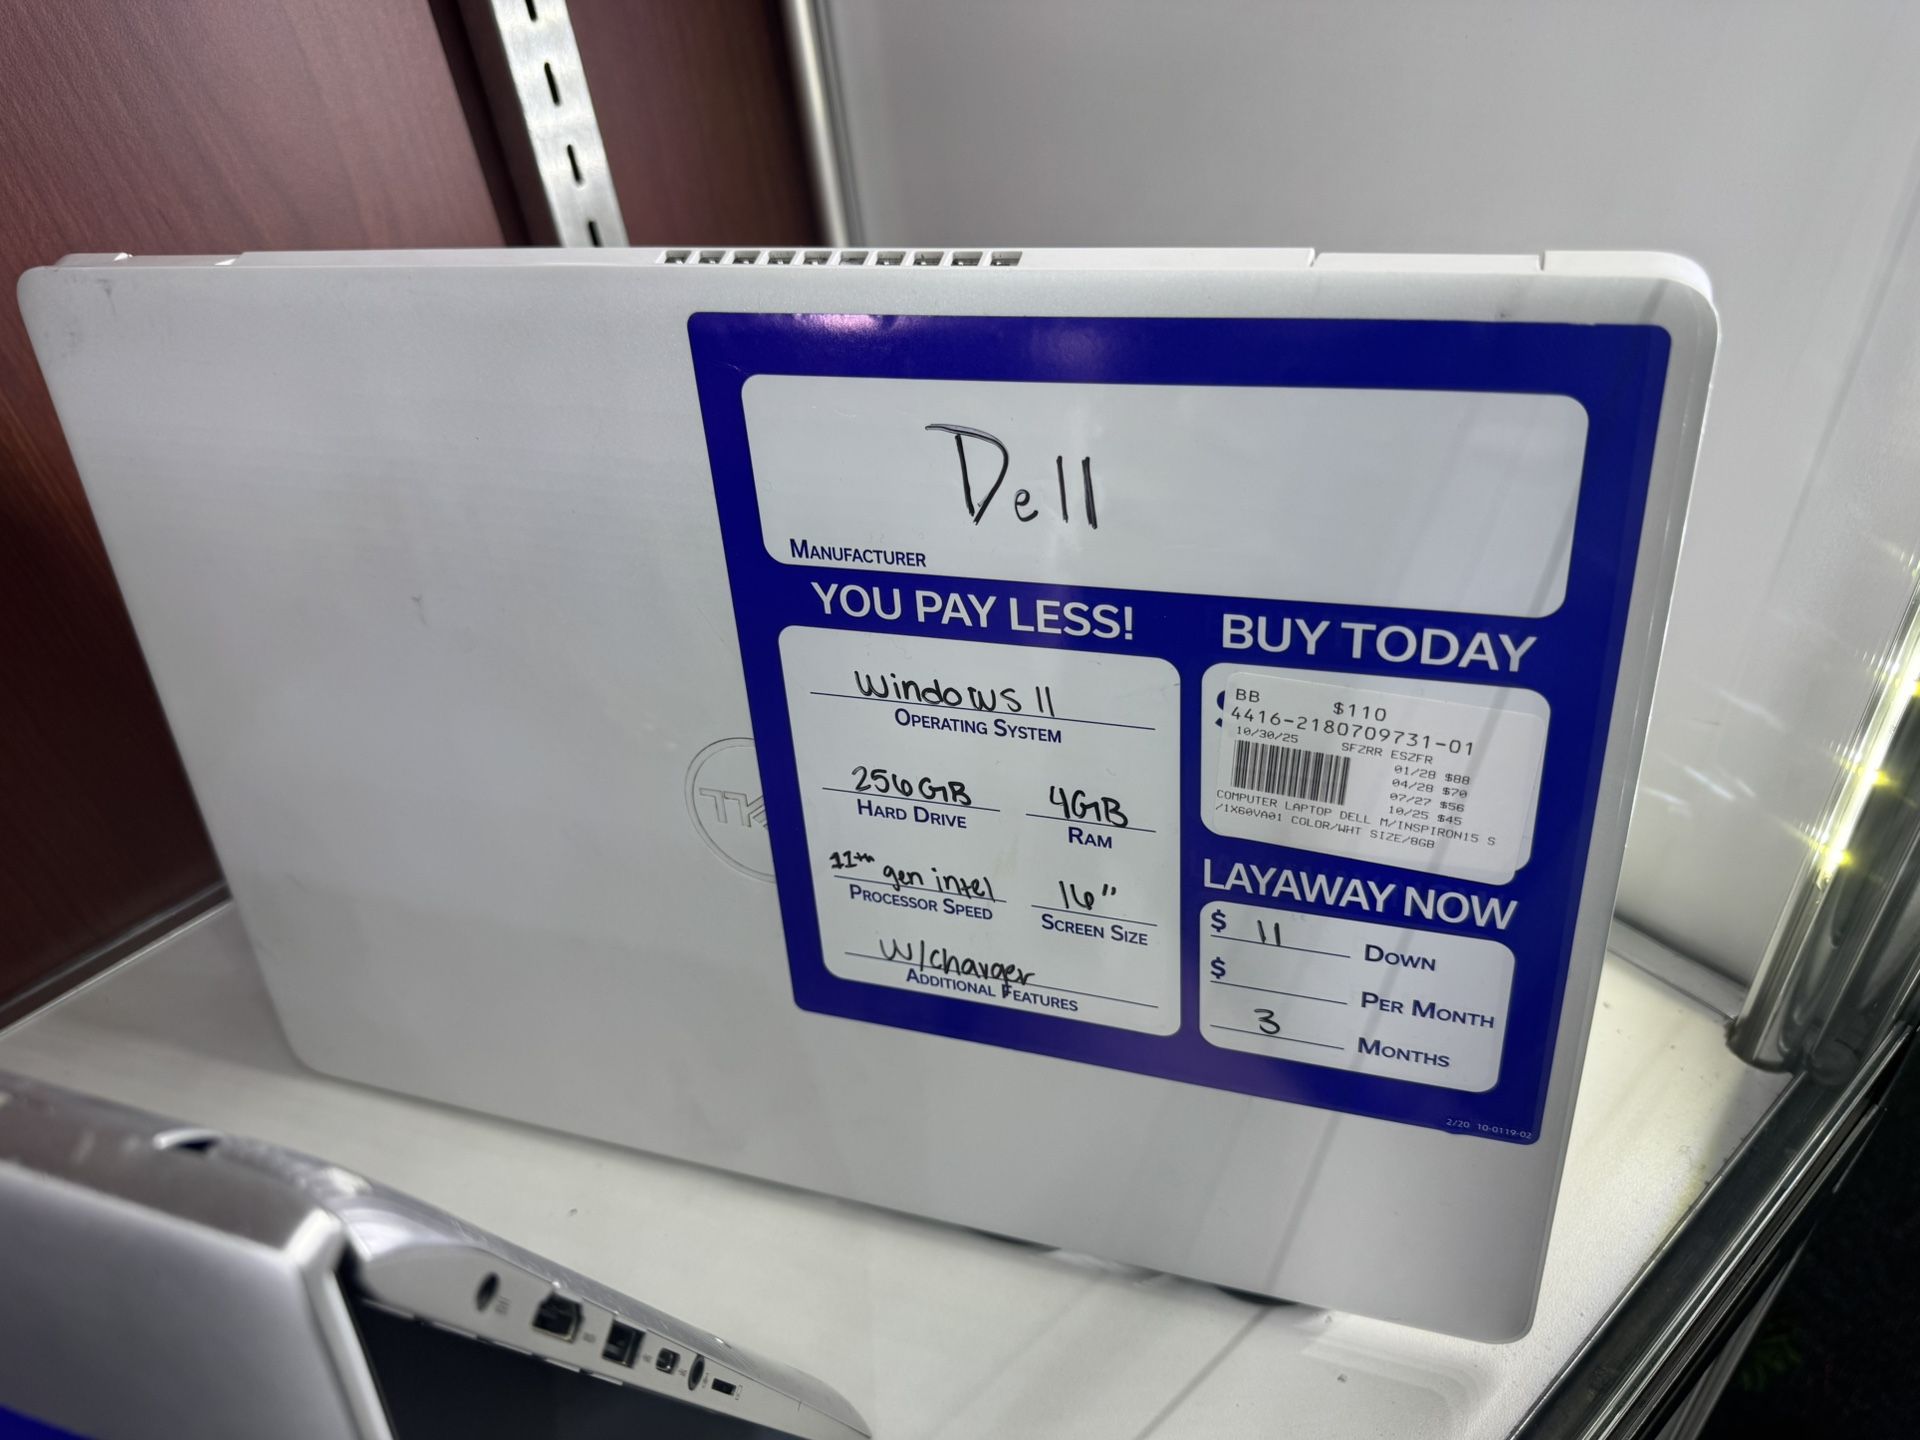 Dell
MANUFACTURER
YOU PAY LESS!
Windows 11
OPERATING SYSTEM
256GB
HARD DRIVE
4GB
RAM
11th gen intel
PROCESSOR SPEED
16"
SCREEN SIZE
W/charger
ADDITIONAL FEATURES
BUY TODAY
$
BB $110
4416-2180709731-01
10/30/25 SFZRR ESZFR
01/28 $88
04/28 $70
07/27 $56
10/25 $45
COMPUTER LAPTOP DELL M/INSPIRON15 S
/1X60VA01 COLOR/WHT SIZE/8GB
LAYAWAY NOW
$ 11 DOWN
$ PER MONTH
3 MONTHS
2/20 10-0119-02
DELL